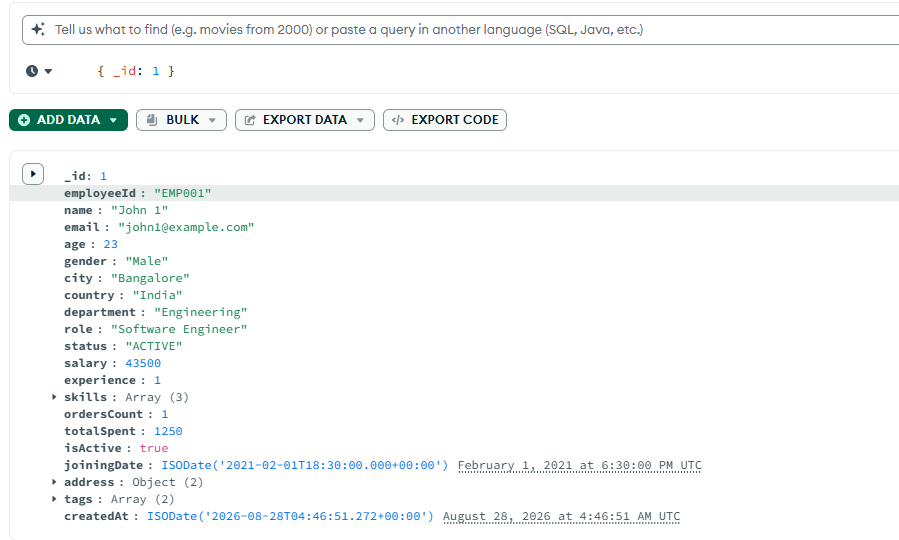 Tell us what to find (e.g. movies from 2000) or paste a query in another language (SQL, Java, etc.)
{ _id: 1 }
ADD DATA BULK EXPORT DATA EXPORT CODE
_id: 1
employeeId : "EMP001"
name : "John 1"
email : "john1@example.com"
age : 23
gender : "Male"
city : "Bangalore"
country : "India"
department : "Engineering"
role : "Software Engineer"
status : "ACTIVE"
salary : 43500
experience : 1
skills : Array (3)
ordersCount : 1
totalSpent : 1250
isActive : true
joiningDate : ISODate('2021-02-01T18:30:00.000+00:00') February 1, 2021 at 6:30:00 PM UTC
address : Object (2)
tags : Array (2)
createdAt : ISODate('2026-08-28T04:46:51.272+00:00') August 28, 2026 at 4:46:51 AM UTC